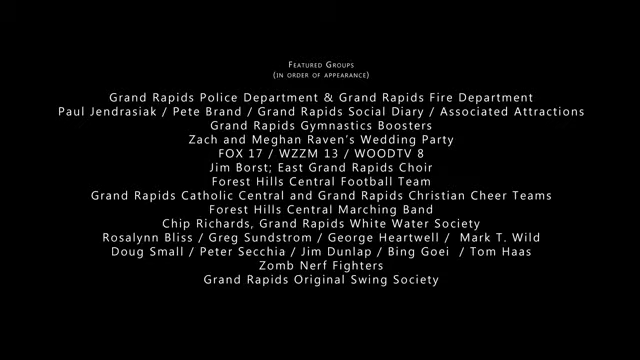 Featured Groups
(in order of appearance)
Grand Rapids Police Department & Grand Rapids Fire Department
Paul Jendrasiak / Pete Brand / Grand Rapids Social Diary / Associated Attractions
Grand Rapids Gymnastics Boosters
Zach and Meghan Raven's Wedding Party
FOX 17 / WZZM 13 / WOODTV 8
Jim Borst; East Grand Rapids Choir
Forest Hills Central Football Team
Grand Rapids Catholic Central and Grand Rapids Christian Cheer Teams
Forest Hills Central Marching Band
Chip Richards, Grand Rapids White Water Society
Rosalynn Bliss / Greg Sundstrom / George Heartwell / Mark T. Wild
Doug Small / Peter Secchia / Jim Dunlap / Bing Goei / Tom Haas
Zomb Nerf Fighters
Grand Rapids Original Swing Society